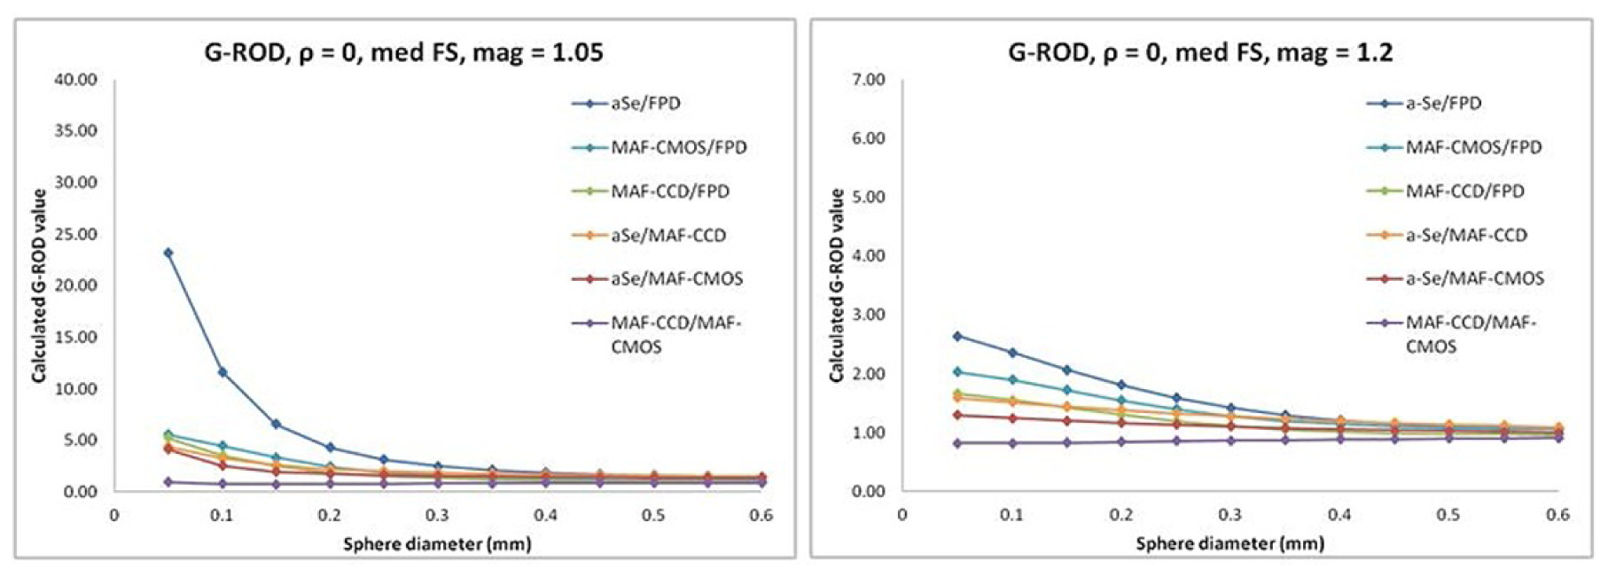 G-ROD, ρ = 0, med FS, mag = 1.05
40.00
35.00
30.00
25.00
20.00
15.00
10.00
5.00
0.00
Calculated G-ROD value
aSe/FPD
MAF-CMOS/FPD
MAF-CCD/FPD
aSe/MAF-CCD
aSe/MAF-CMOS
MAF-CCD/MAF-
CMOS
0 0.1 0.2 0.3 0.4 0.5 0.6
Sphere diameter (mm)
G-ROD, ρ = 0, med FS, mag = 1.2
7.00
6.00
5.00
4.00
3.00
2.00
1.00
0.00
Calculated G-ROD value
a-Se/FPD
MAF-CMOS/FPD
MAF-CCD/FPD
a-Se/MAF-CCD
a-Se/MAF-CMOS
MAF-CCD/MAF-
CMOS
0 0.1 0.2 0.3 0.4 0.5 0.6
Sphere diameter (mm)